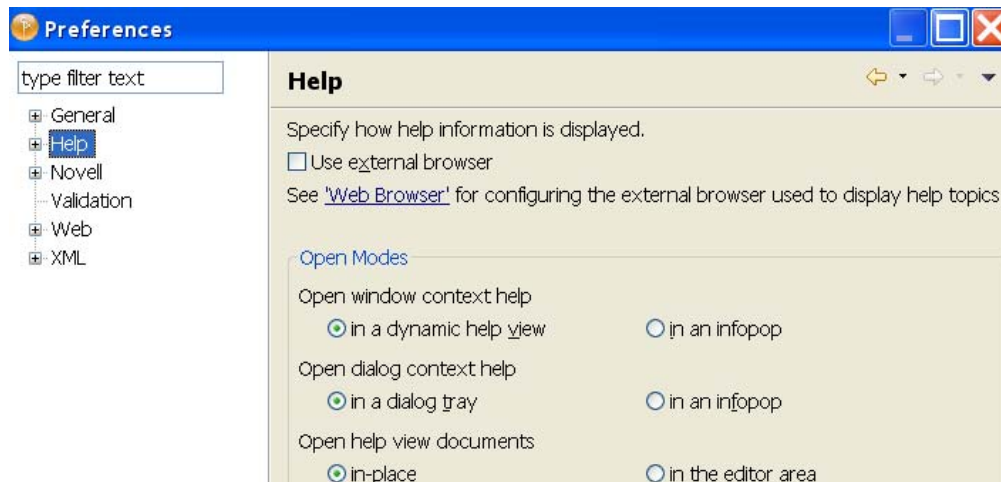 Preferences
type filter text
General
Help
Novell
Validation
Web
XML
Help
Specify how help information is displayed.
Use external browser
See 'Web Browser' for configuring the external browser used to display help topics
Open Modes
Open window context help
in a dynamic help view in an infopop
Open dialog context help
in a dialog tray in an infopop
Open help view documents
in-place in the editor area